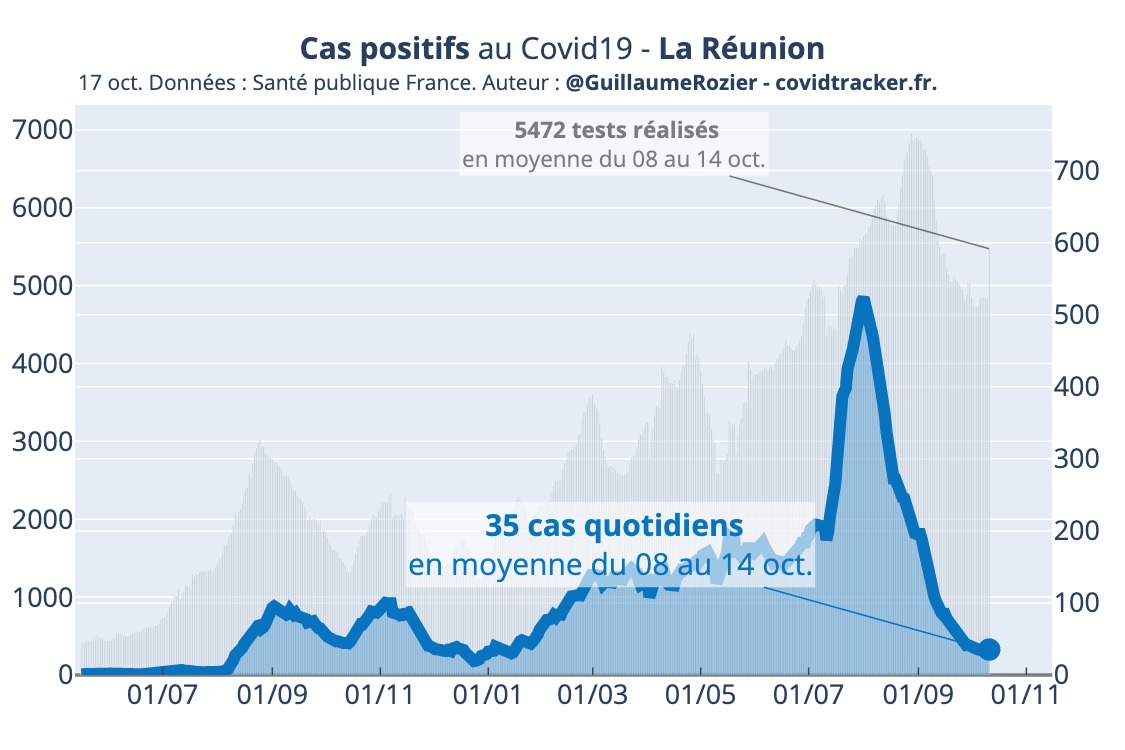 Cas positifs au Covid19 - La Réunion
17 oct. Données : Santé publique France. Auteur : @GuillaumeRozier - covidtracker.fr.
5472 tests réalisés
en moyenne du 08 au 14 oct.
7000
6000
5000
4000
3000
2000
1000
0
700
600
500
400
300
200
100
0
35 cas quotidiens
en moyenne du 08 au 14 oct.
01/07 01/09 01/11 01/01 01/03 01/05 01/07 01/09 01/11